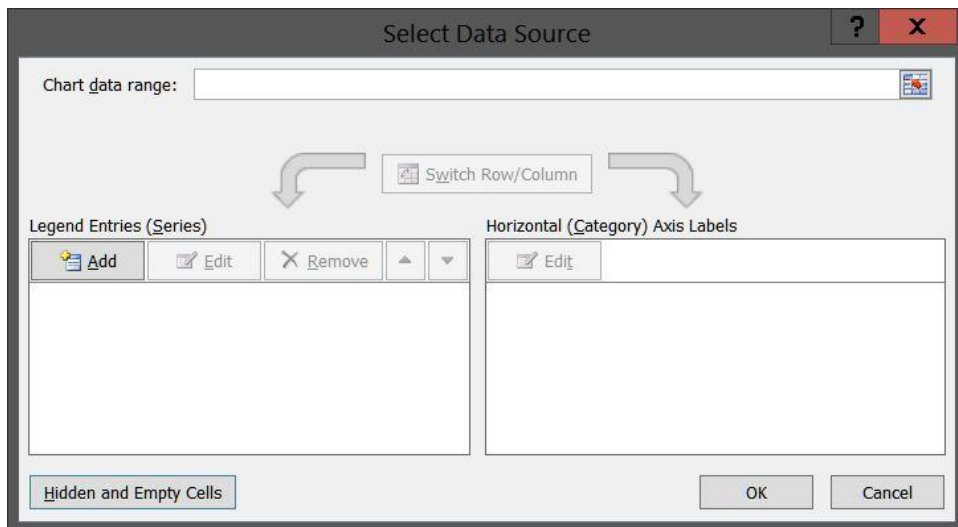 Select Data Source
?
X
Chart data range:
Switch Row/Column
Legend Entries (Series)
Horizontal (Category) Axis Labels
Add Edit Remove
Edit
Hidden and Empty Cells
OK Cancel